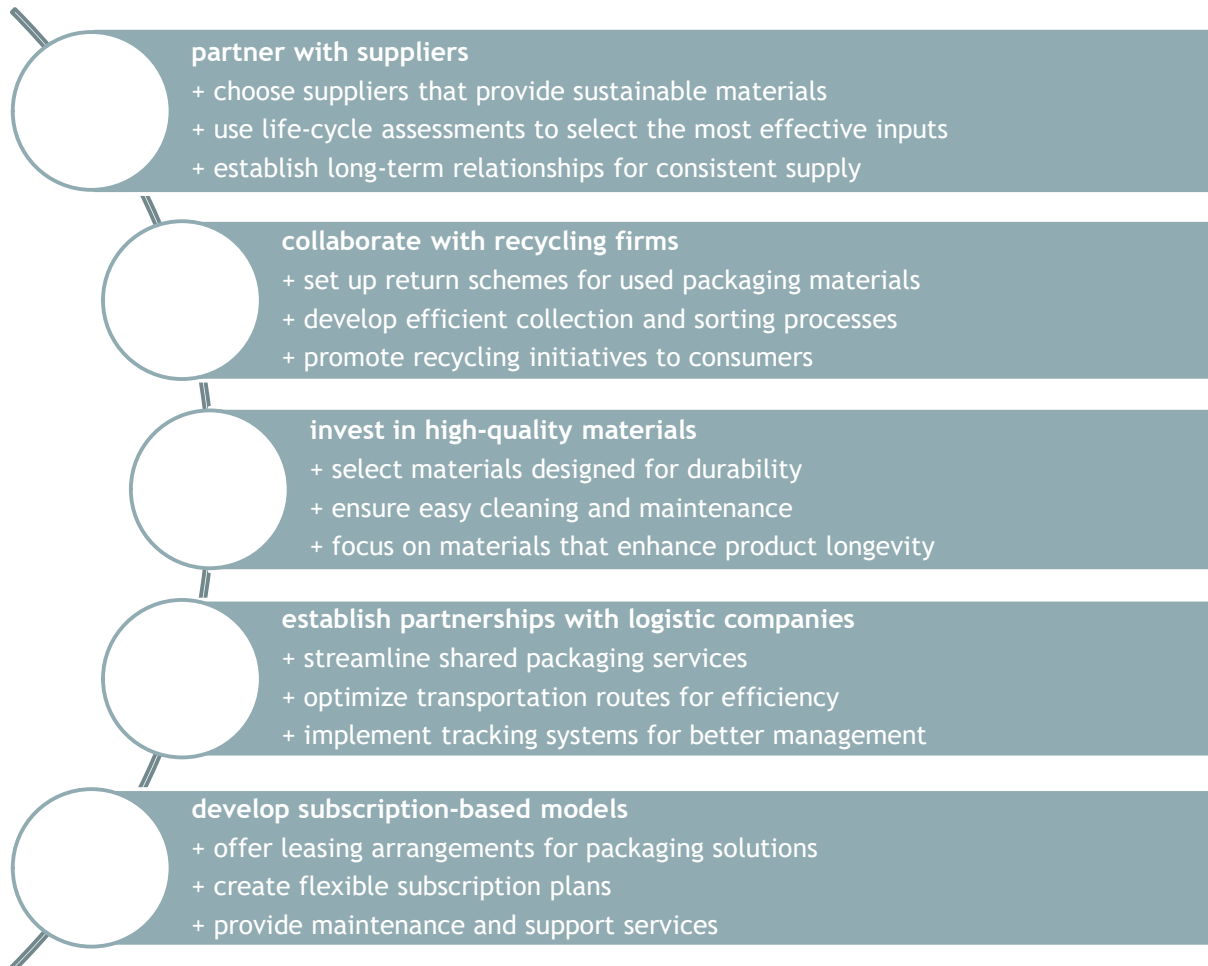 partner with suppliers
+ choose suppliers that provide sustainable materials
+ use life-cycle assessments to select the most effective inputs
+ establish long-term relationships for consistent supply
collaborate with recycling firms
+ set up return schemes for used packaging materials
+ develop efficient collection and sorting processes
+ promote recycling initiatives to consumers
invest in high-quality materials
+ select materials designed for durability
+ ensure easy cleaning and maintenance
+ focus on materials that enhance product longevity
establish partnerships with logistic companies
+ streamline shared packaging services
+ optimize transportation routes for efficiency
+ implement tracking systems for better management
develop subscription-based models
+ offer leasing arrangements for packaging solutions
+ create flexible subscription plans
+ provide maintenance and support services